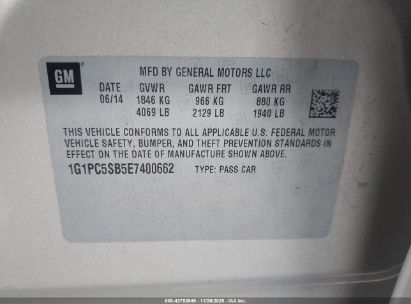 GM
MFD BY GENERAL MOTORS LLC
DATE GVWR GAWR FRT GAWR RR
06/14 1846 KG 966 KG 880 KG
4069 LB 2129 LB 1940 LB
THIS VEHICLE CONFORMS TO ALL APPLICABLE U.S. FEDERAL MOTOR
VEHICLE SAFETY, BUMPER, AND THEFT PREVENTION STANDARDS IN
EFFECT ON THE DATE OF MANUFACTURE SHOWN ABOVE.
1G1PC5SB5E7400662 TYPE: PASS CAR